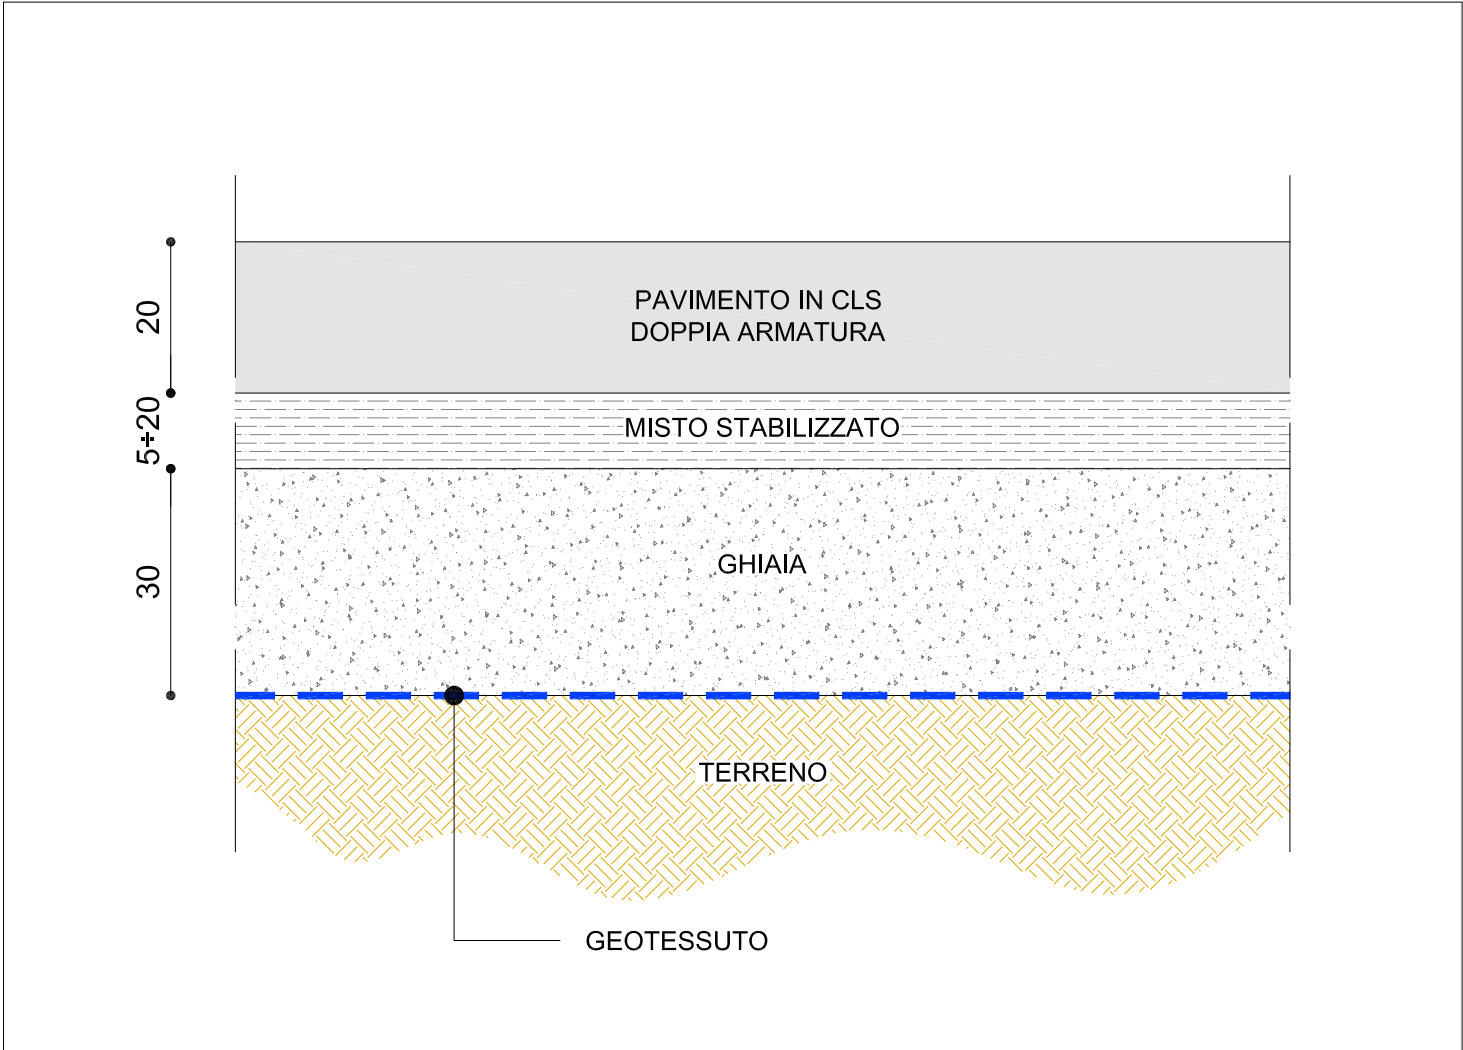 20
PAVIMENTO IN CLS
DOPPIA ARMATURA
5÷20
MISTO STABILIZZATO
30
GHIAIA
TERRENO
GEOTESSUTO